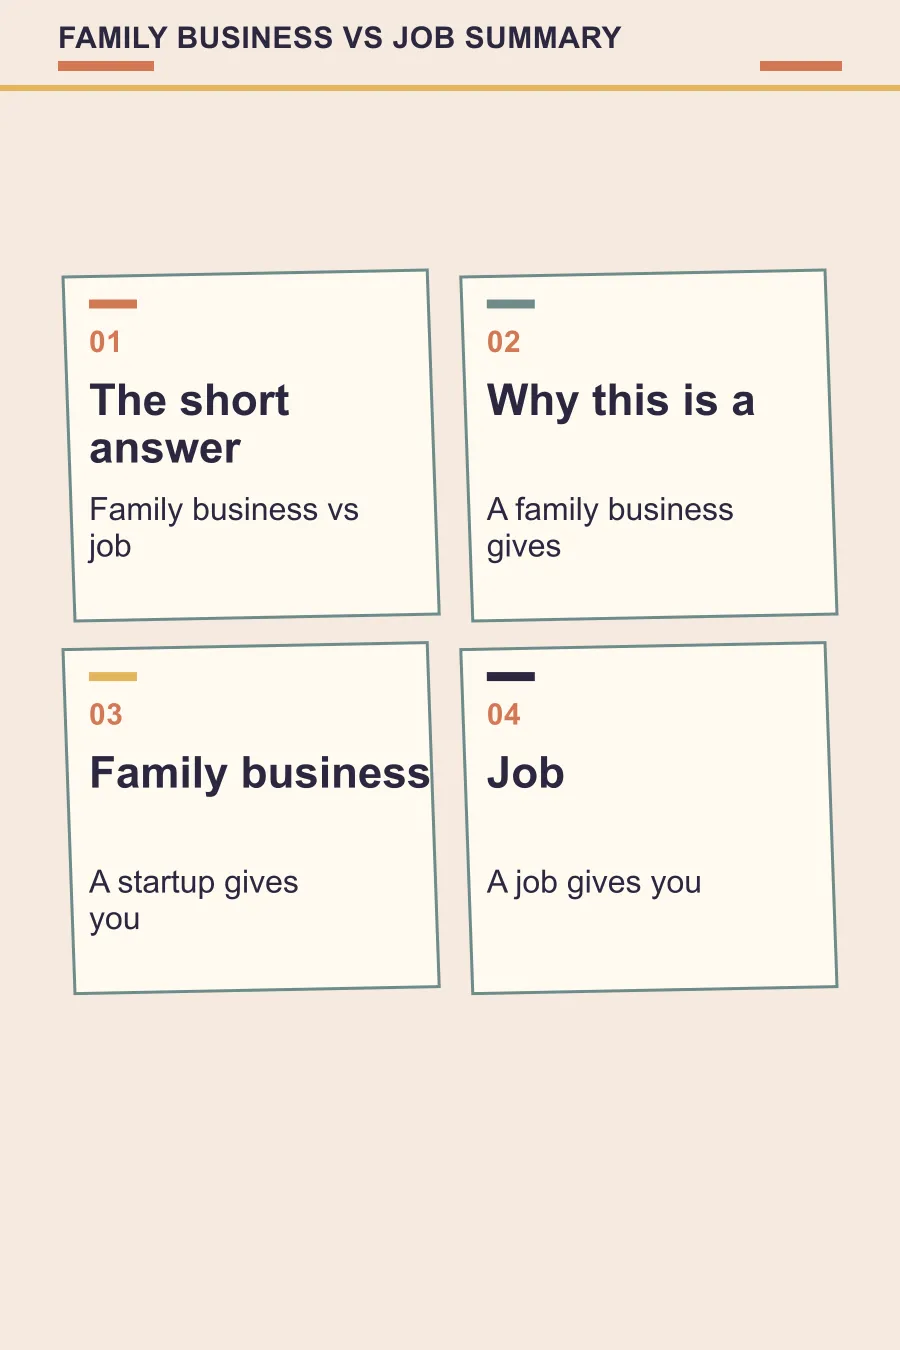 FAMILY BUSINESS VS JOB SUMMARY
01
The short
answer
Family business vs
job
02
Why this is a
A family business
gives
03
Family business
A startup gives
you
04
Job
A job gives you